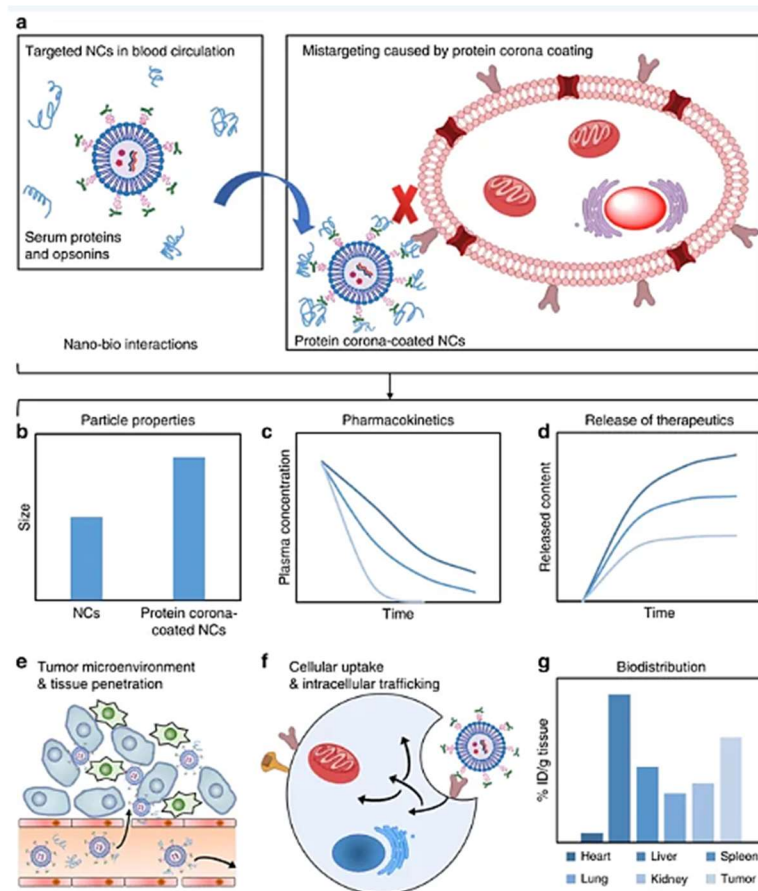 a
Targeted NCs in blood circulation
Serum proteins
and opsonins
Nano-bio interactions
Mistargeting caused by protein corona coating
Protein corona-coated NCs
b
Particle properties
Size
NCs
Protein corona-
coated NCs
c
Pharmacokinetics
Plasma concentration
Time
d
Release of therapeutics
Released content
Time
e
Tumor microenvironment
& tissue penetration
f
Cellular uptake
& intracellular trafficking
g
Biodistribution
% ID/g tissue
Heart Liver Spleen
Lung Kidney Tumor